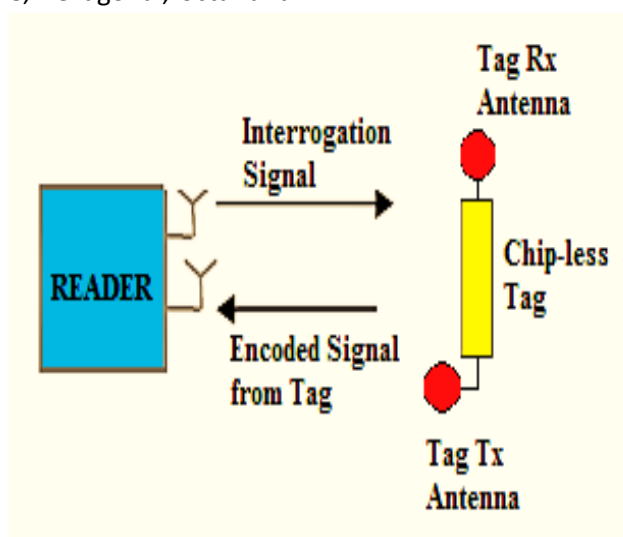 Tag Rx
Antenna
Interrogation
Signal
READER
Chip-less
Tag
Encoded Signal
from Tag
Tag Tx
Antenna